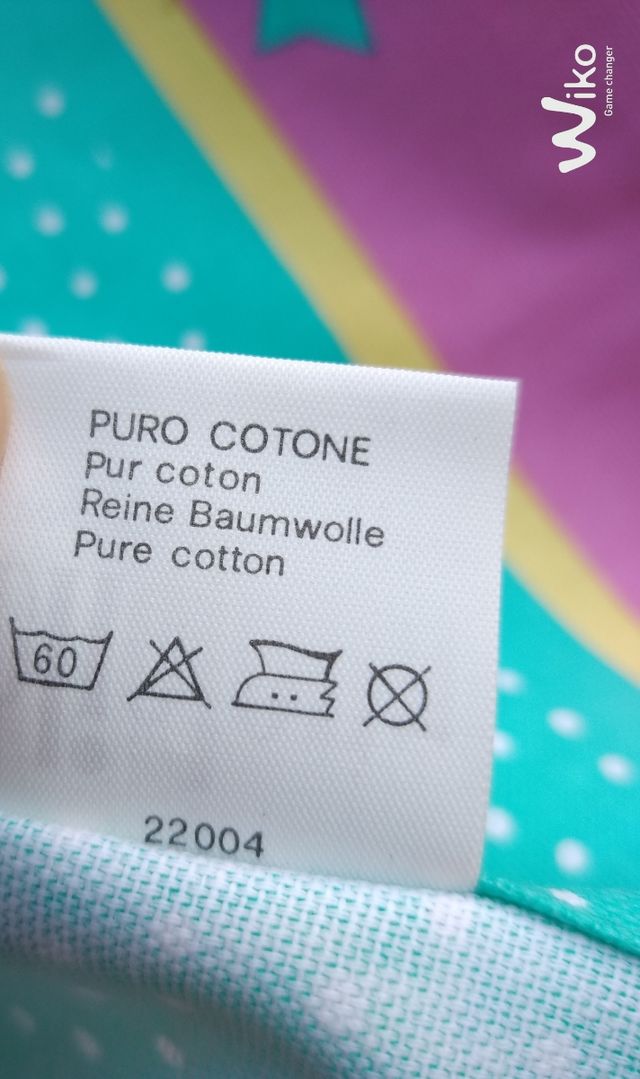 Wiko
Game changer
PURO COTONE
Pur coton
Reine Baumwolle
Pure cotton
60
22004